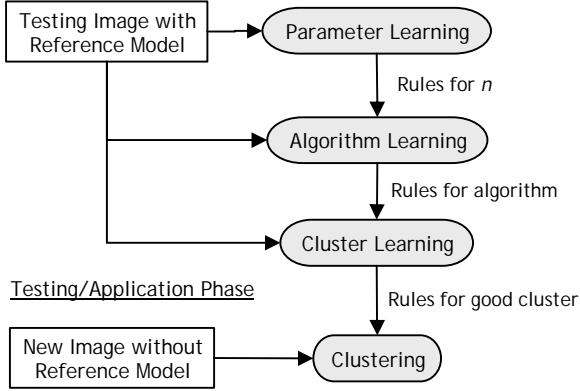 Testing Image with
Reference Model
Parameter Learning
Rules for n
Algorithm Learning
Rules for algorithm
Cluster Learning
Testing/Application Phase
Rules for good cluster
New Image without
Reference Model
Clustering